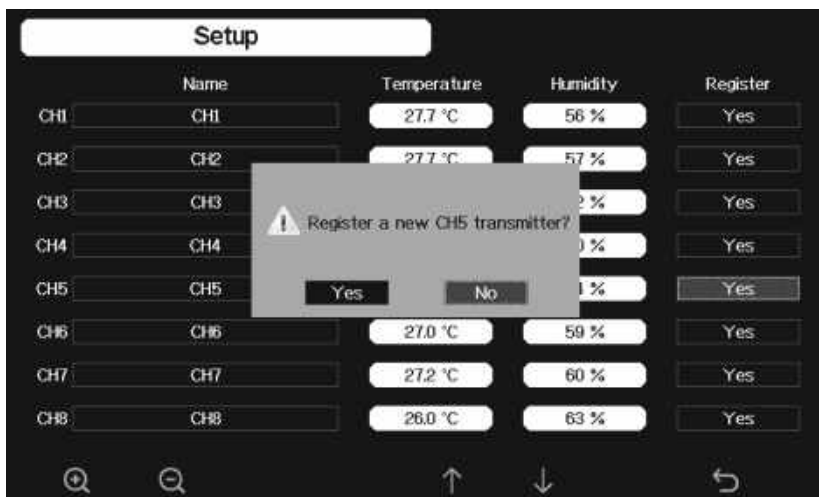 Setup
Name Temperature Humidity Register
CH1 CH1 27.7 °C 56 % Yes
CH2 CH2 27.7 °C 57 % Yes
CH3 CH3 % Yes
Register a new CH5 transmitter?
CH4 CH4 % Yes
CH5 CH5 % Yes
Yes No
CH6 CH6 27.0 °C 59 % Yes
CH7 CH7 27.2 °C 60 % Yes
CH8 CH8 26.0 °C 63 % Yes